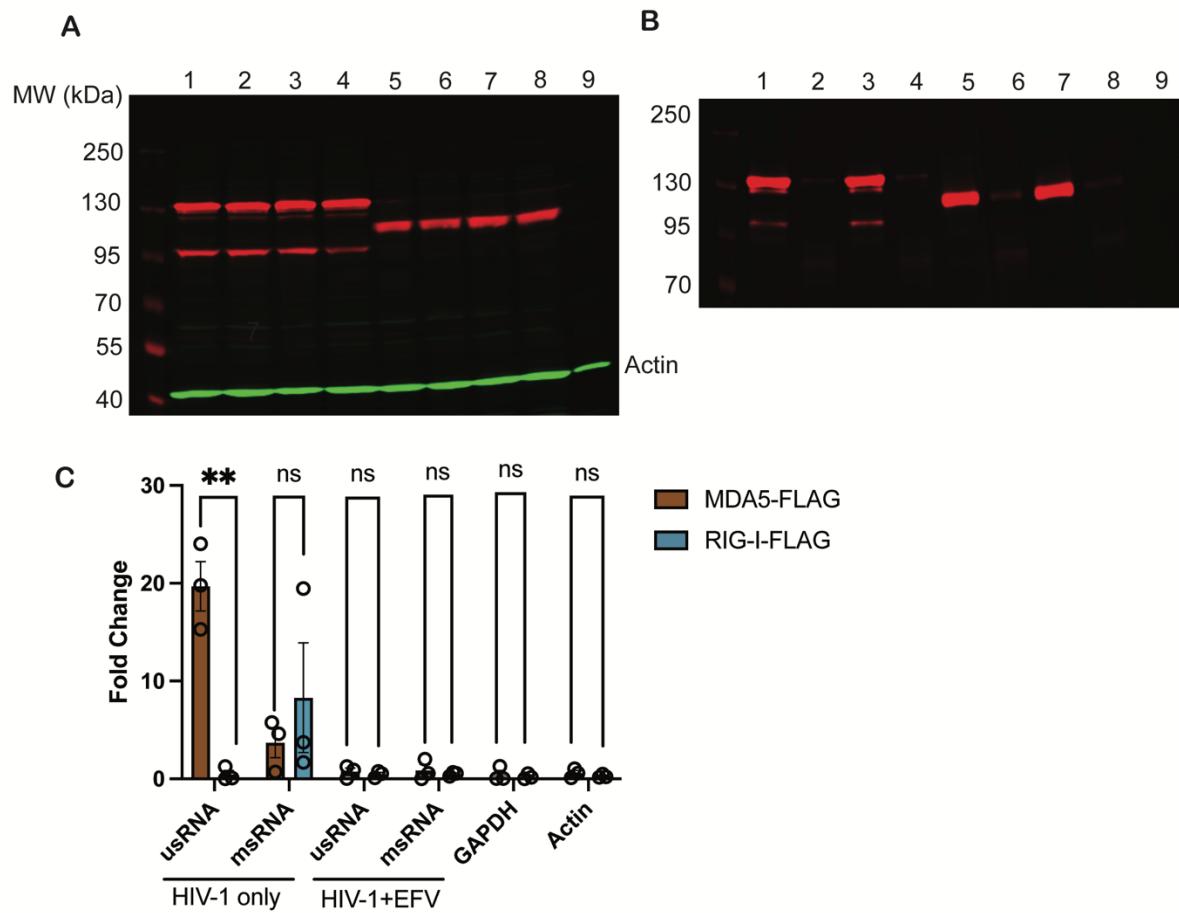 A
1 2 3 4 5 6 7 8 9
MW (kDa)
250
130
95
70
55
40
7
Actin
B
1 2 3 4 5 6 7 8 9
250
130
95
70
C
** ns ns ns ns ns
30
20
10
0
Fold Change
usRNA msRNA usRNA msRNA GAPDH Actin
HIV-1 only HIV-1+EFV
MDA5-FLAG
RIG-I-FLAG